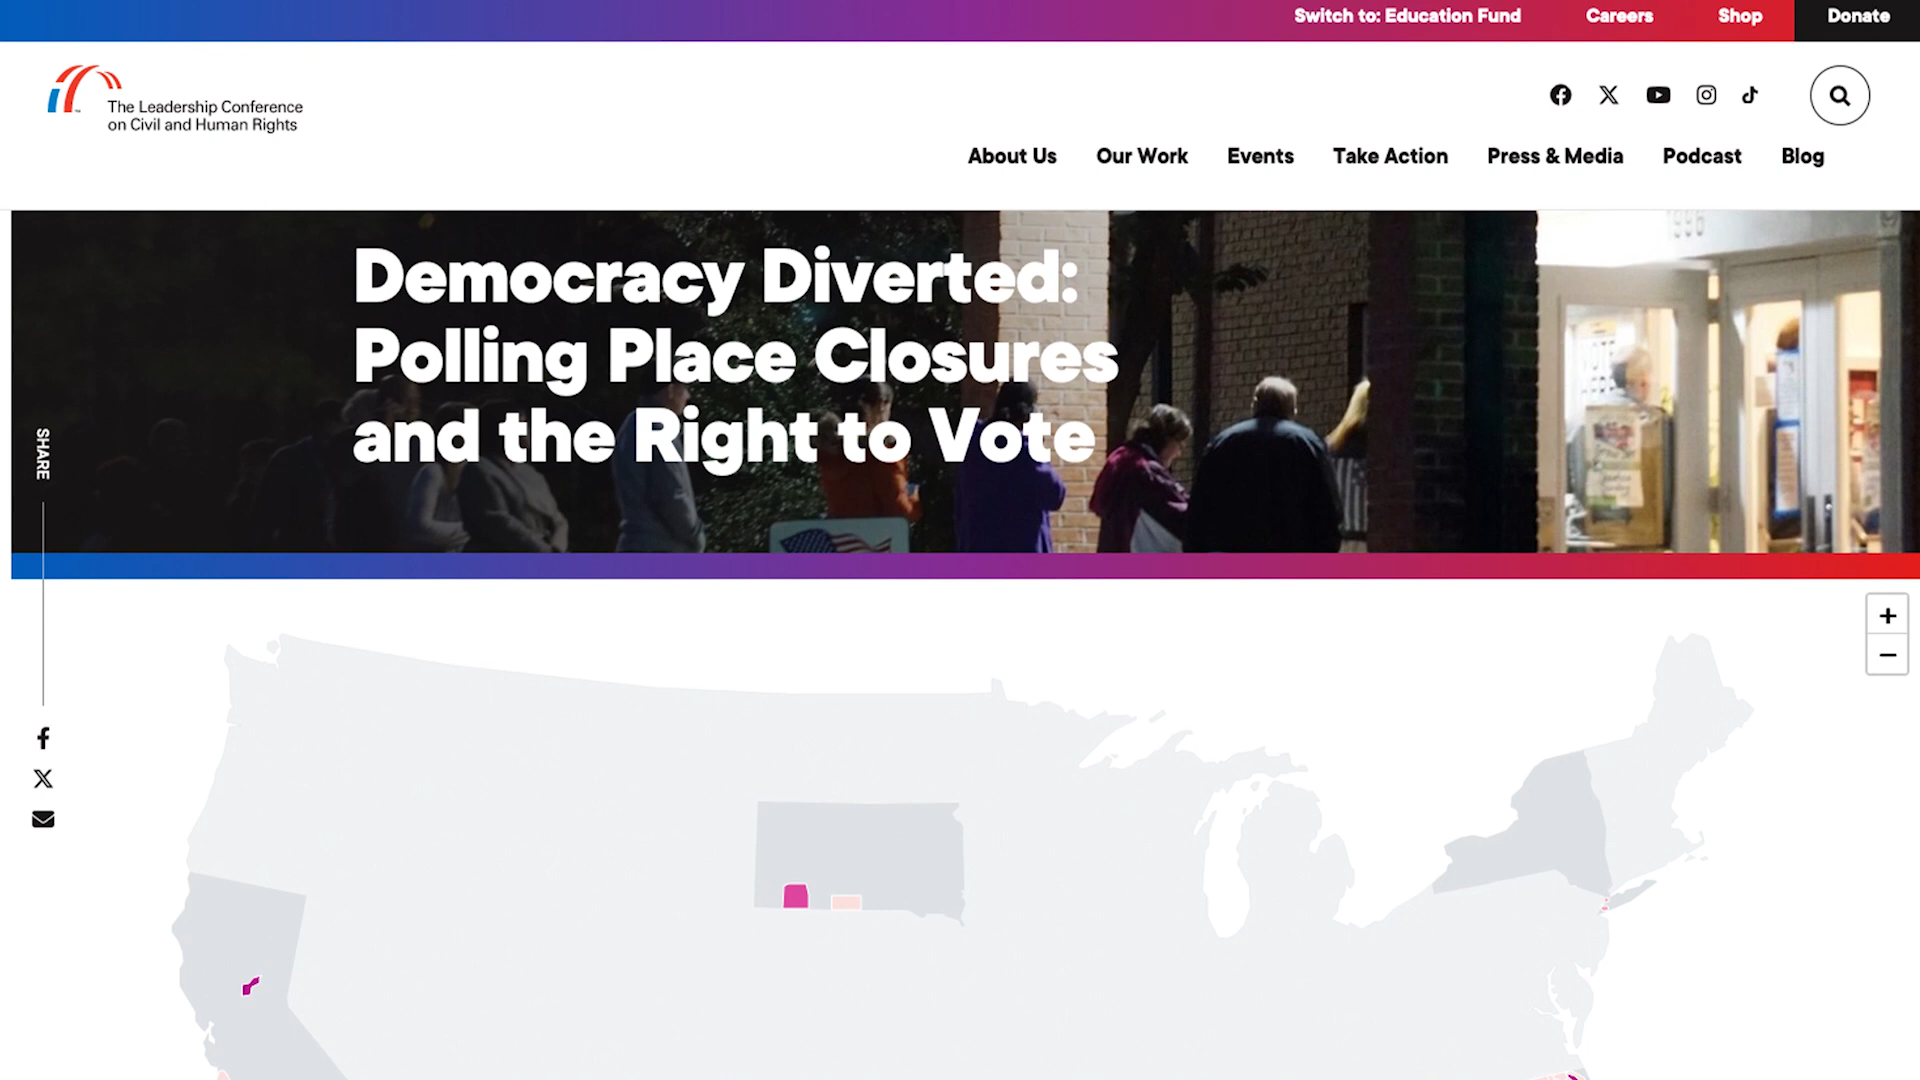 Switch to: Education Fund Careers Shop Donate
The Leadership Conference
on Civil and Human Rights
About Us Our Work Events Take Action Press & Media Podcast Blog
1996
Democracy Diverted:
Polling Place Closures
and the Right to Vote
SHARE
+
−